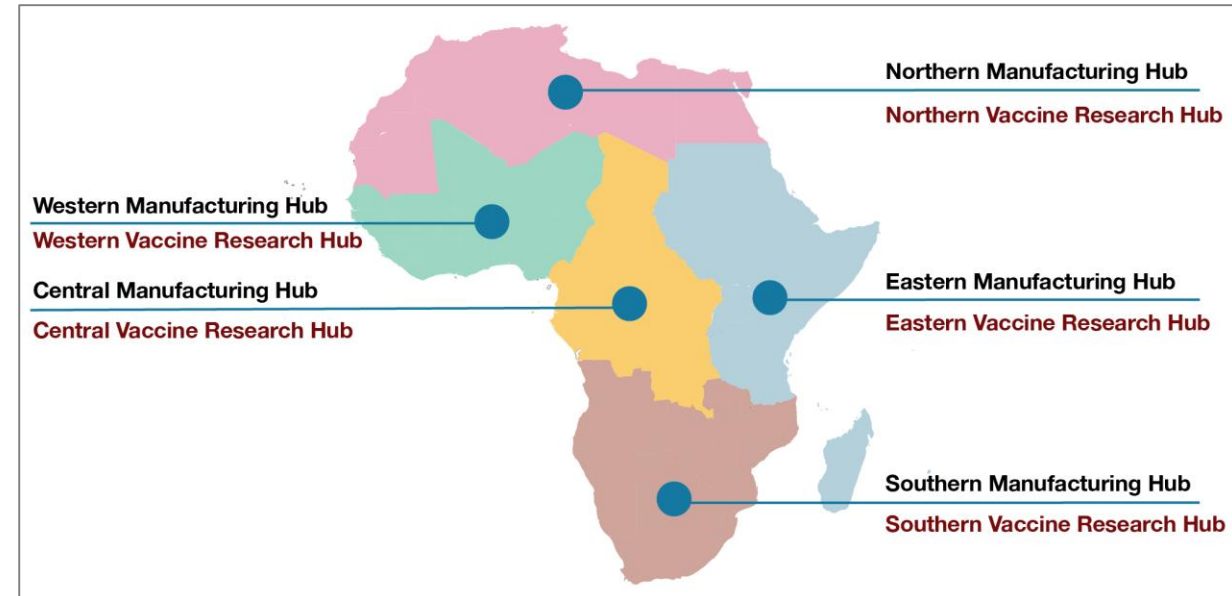 Northern Manufacturing Hub
Northern Vaccine Research Hub
Western Manufacturing Hub
Western Vaccine Research Hub
Central Manufacturing Hub
Central Vaccine Research Hub
Eastern Manufacturing Hub
Eastern Vaccine Research Hub
Southern Manufacturing Hub
Southern Vaccine Research Hub